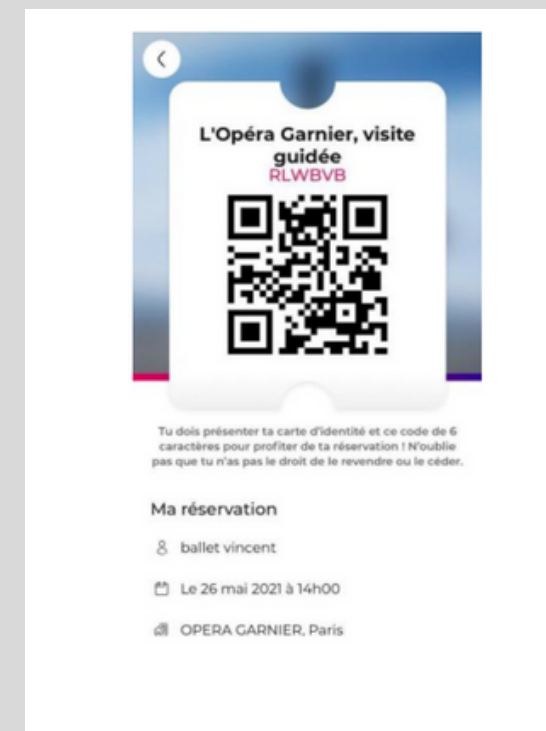 L'Opéra Garnier, visite
guidée
RLWBVB
Tu dois présenter ta carte d'identité et ce code de 6
caractères pour profiter de ta réservation ! N'oublie
pas que tu n'as pas le droit de le revendre ou le céder.
Ma réservation
ballet vincent
Le 26 mai 2021 à 14h00
OPERA GARNIER, Paris